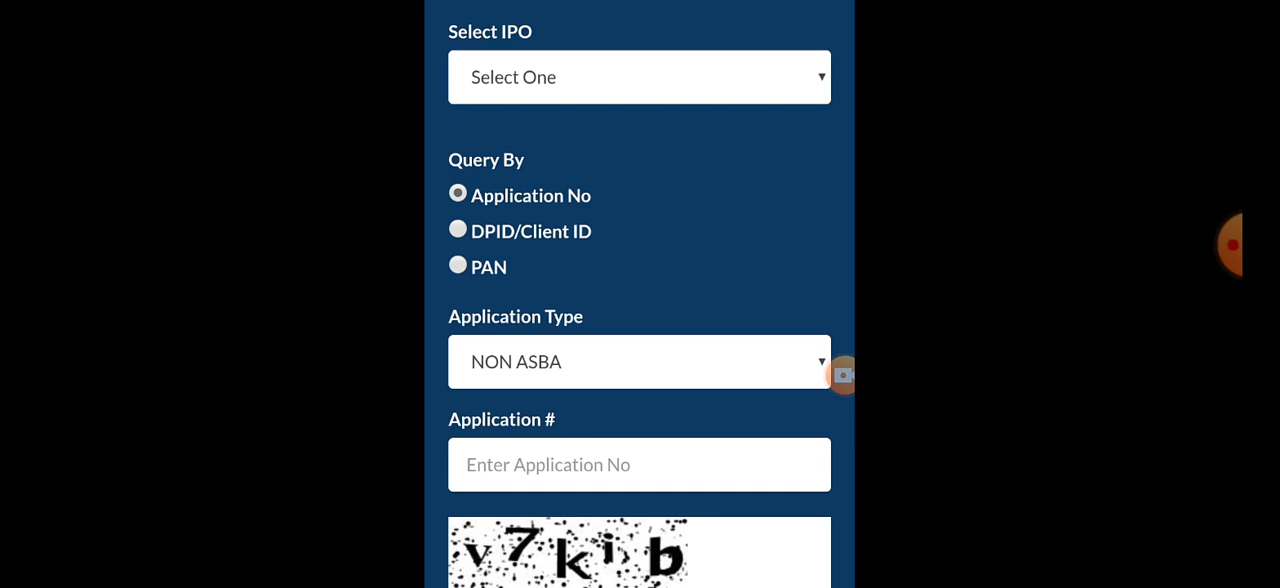 Select IPO
Select One
Query By
Application No
DPID/Client ID
PAN
Application Type
NON ASBA
Application #
Enter Application No
v7kib